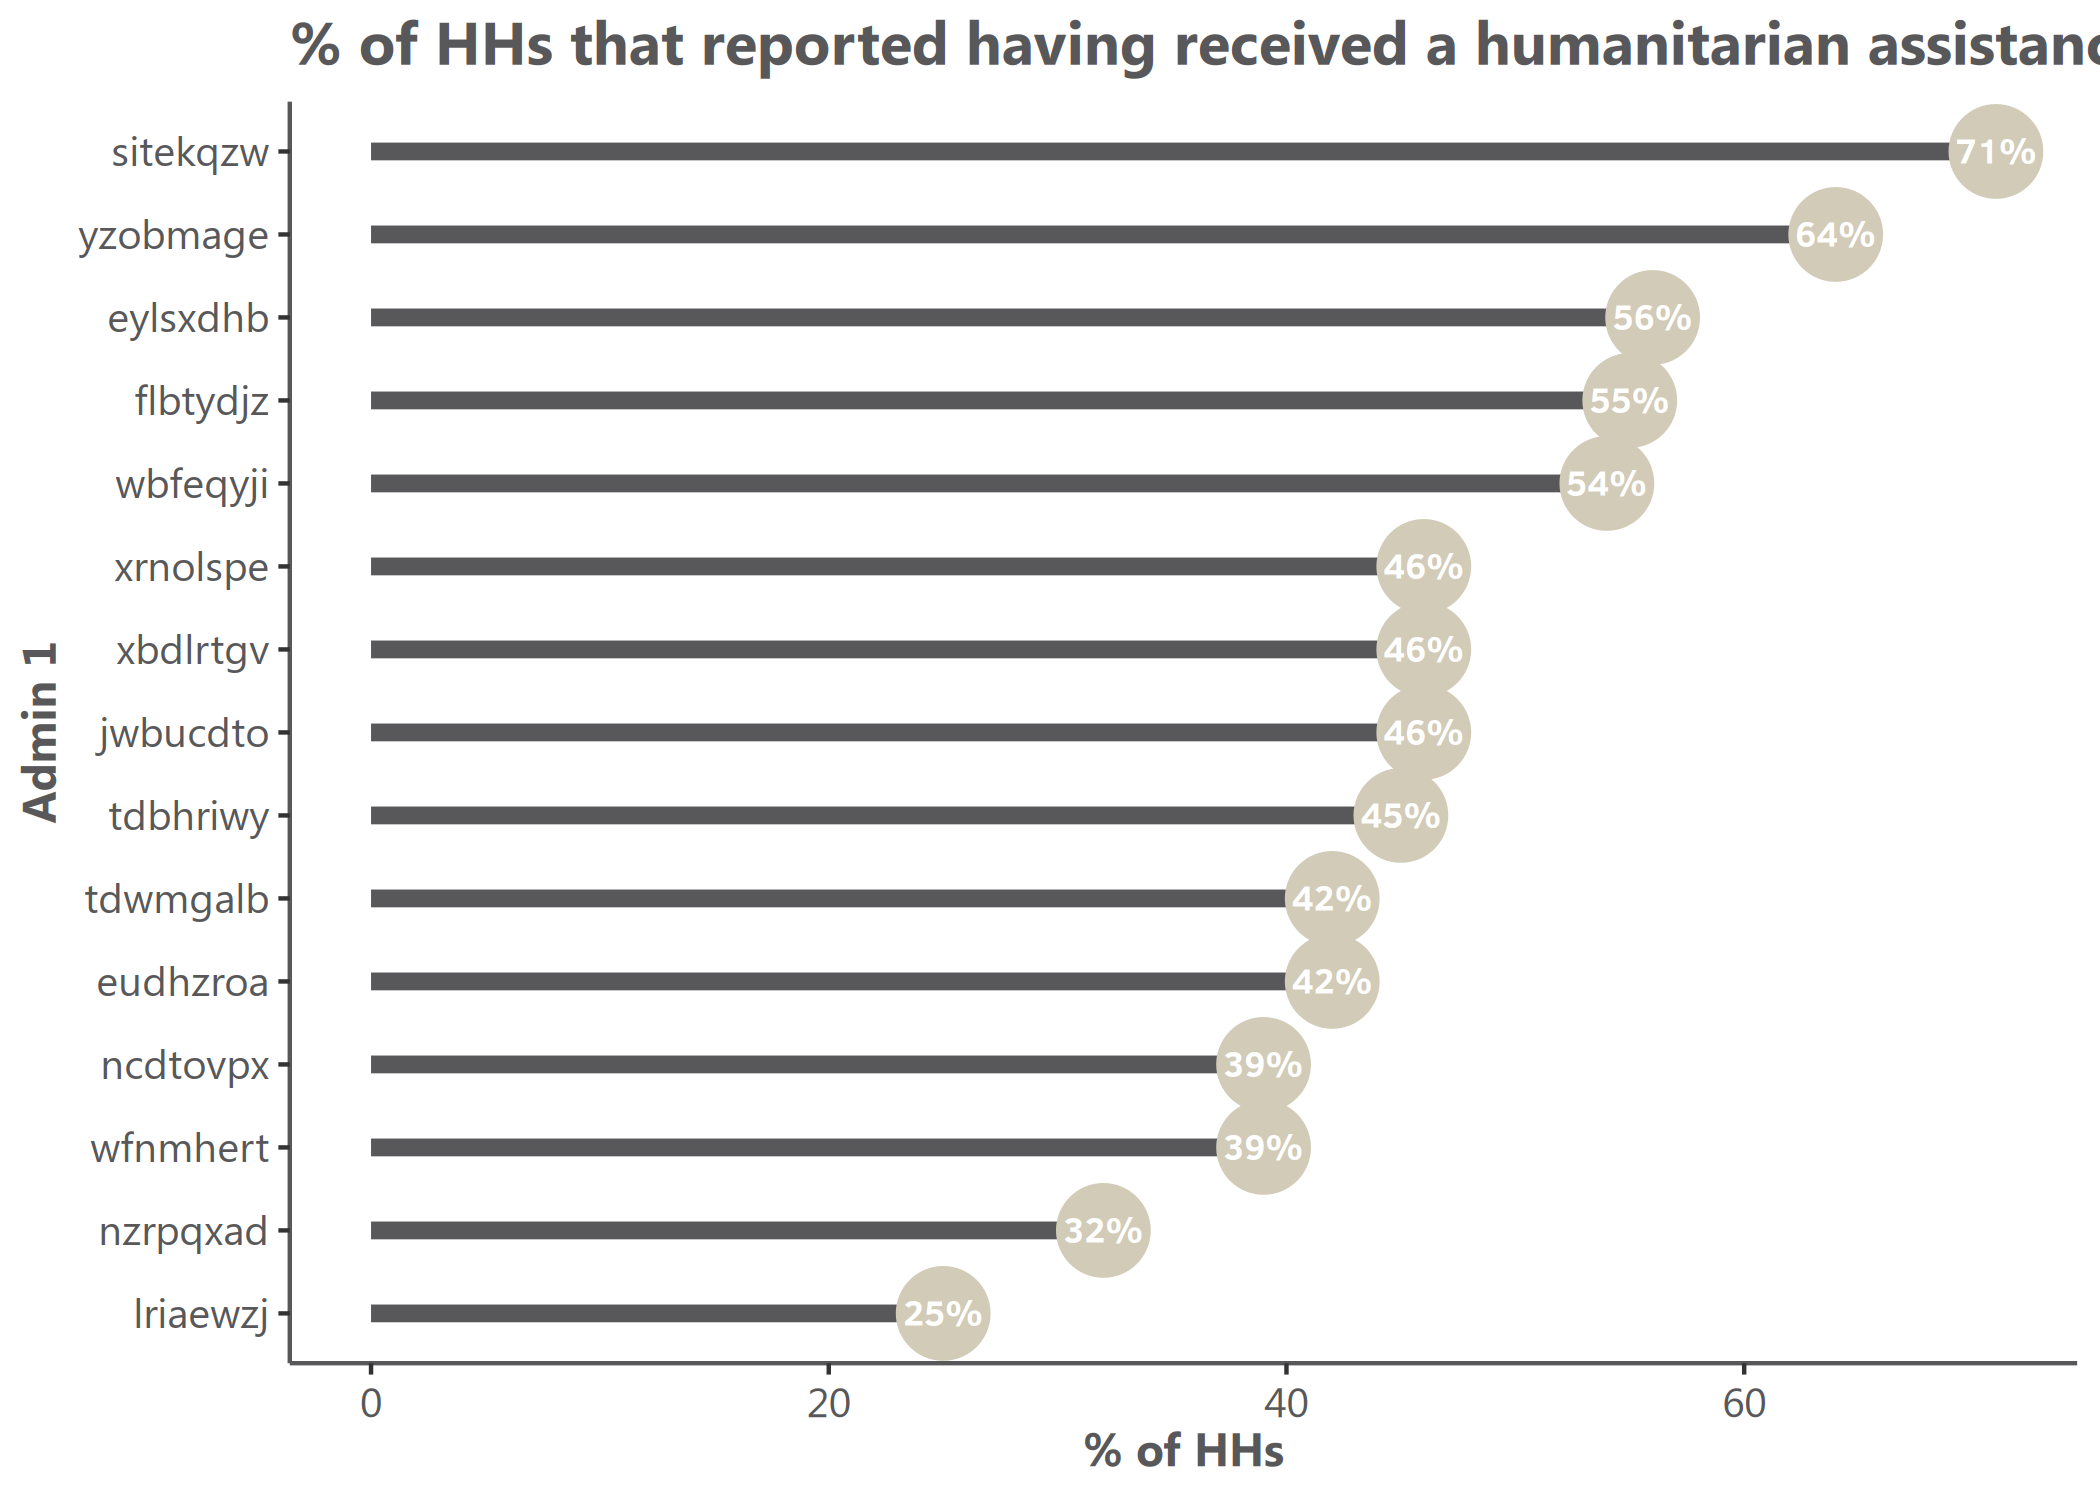 % of HHs that reported having received a humanitarian assistanc
sitekqzw
71%
yzobmage
64%
eylsxdhb
56%
flbtydjz
55%
wbfeqyji
54%
xrnolspe
46%
xbdlrtgv
46%
jwbucdto
46%
tdbhriwy
45%
tdwmgalb
42%
eudhzroa
42%
ncdtovpx
39%
wfnmhert
39%
nzrpqxad
32%
lriaewzj
25%
Admin 1
0 20 40 60
% of HHs